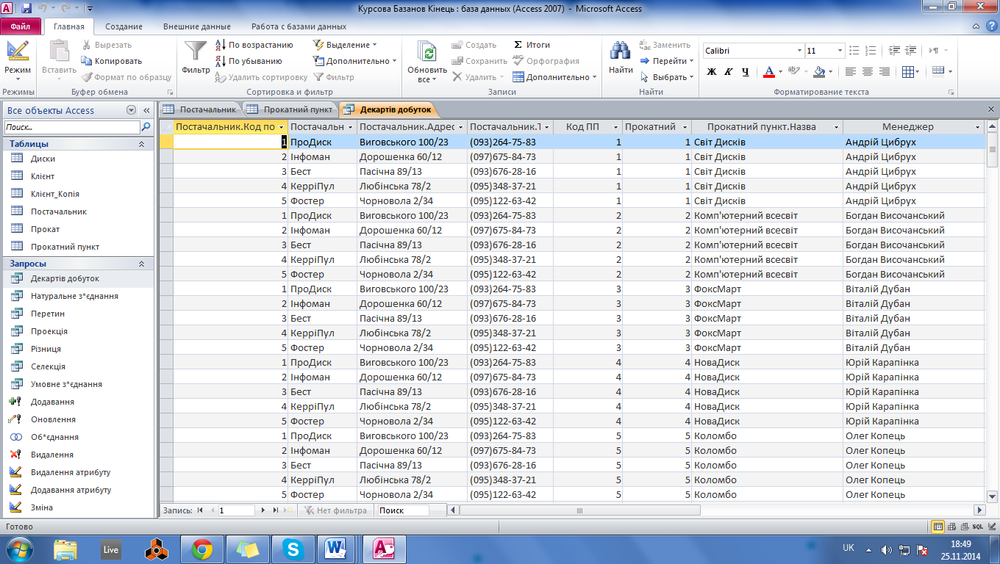 Курсова Базанов Кінець : база данных (Access 2007) - Microsoft Access
Файл Главная Создание Внешние данные Работа с базами данных
Режим
Режимы
Вставить
Вырезать
Копировать
Формат по образцу
Буфер обмена
Фильтр
По возрастанию
По убыванию
Удалить сортировку
Выделение
Дополнительно
Фильтр
Сортировка и фильтр
Обновить
все
Создать
Сохранить
Удалить
Итоги
Орфография
Дополнительно
Записи
Найти
Заменить
Перейти
Выбрать
Найти
Calibri 11
Ж К Ч
Форматирование текста
Все объекты Access
Поиск...
Таблицы
Диски
Клієнт
Клієнт_Копія
Постачальник
Прокат
Прокатний пункт
Запросы
Декартів добуток
Натуральне з*єднання
Перетин
Проекція
Різниця
Селекція
Умовне з*єднання
Додавання
Оновлення
Об*єднання
Видалення
Видалення атрибуту
Додавання атрибуту
Зміна
Постачальник Прокатний пункт Декартів добуток
Постачальник.Код по Постачальн Постачальник.Адрес Постачальник.Т Код ПП Прокатний Прокатний пункт.Назва Менеджер
1 ПроДиск Виговського 100/23 (093)264-75-83 1 1 Світ Дисків Андрій Цибрух
2 Інфоман Дорошенка 60/12 (097)675-84-73 1 1 Світ Дисків Андрій Цибрух
3 Бест Пасічна 89/13 (093)676-28-16 1 1 Світ Дисків Андрій Цибрух
4 КерріПул Любінська 78/2 (095)348-37-21 1 1 Світ Дисків Андрій Цибрух
5 Фостер Чорновола 2/34 (095)122-63-42 1 1 Світ Дисків Андрій Цибрух
1 ПроДиск Виговського 100/23 (093)264-75-83 2 2 Комп'ютерний всесвіт Богдан Височанський
2 Інфоман Дорошенка 60/12 (097)675-84-73 2 2 Комп'ютерний всесвіт Богдан Височанський
3 Бест Пасічна 89/13 (093)676-28-16 2 2 Комп'ютерний всесвіт Богдан Височанський
4 КерріПул Любінська 78/2 (095)348-37-21 2 2 Комп'ютерний всесвіт Богдан Височанський
5 Фостер Чорновола 2/34 (095)122-63-42 2 2 Комп'ютерний всесвіт Богдан Височанський
1 ПроДиск Виговського 100/23 (093)264-75-83 3 3 ФоксМарт Віталій Дубан
2 Інфоман Дорошенка 60/12 (097)675-84-73 3 3 ФоксМарт Віталій Дубан
3 Бест Пасічна 89/13 (093)676-28-16 3 3 ФоксМарт Віталій Дубан
4 КерріПул Любінська 78/2 (095)348-37-21 3 3 ФоксМарт Віталій Дубан
5 Фостер Чорновола 2/34 (095)122-63-42 3 3 ФоксМарт Віталій Дубан
1 ПроДиск Виговського 100/23 (093)264-75-83 4 4 НоваДиск Юрій Карапінка
2 Інфоман Дорошенка 60/12 (097)675-84-73 4 4 НоваДиск Юрій Карапінка
3 Бест Пасічна 89/13 (093)676-28-16 4 4 НоваДиск Юрій Карапінка
4 КерріПул Любінська 78/2 (095)348-37-21 4 4 НоваДиск Юрій Карапінка
5 Фостер Чорновола 2/34 (095)122-63-42 4 4 НоваДиск Юрій Карапінка
1 ПроДиск Виговського 100/23 (093)264-75-83 5 5 Коломбо Олег Копець
2 Інфоман Дорошенка 60/12 (097)675-84-73 5 5 Коломбо Олег Копець
3 Бест Пасічна 89/13 (093)676-28-16 5 5 Коломбо Олег Копець
4 КерріПул Любінська 78/2 (095)348-37-21 5 5 Коломбо Олег Копець
5 Фостер Чорновола 2/34 (095)122-63-42 5 5 Коломбо Олег Копець
Запись: 1 Нет фильтра Поиск
Готово SQL
Live UK 18:49
25.11.2014